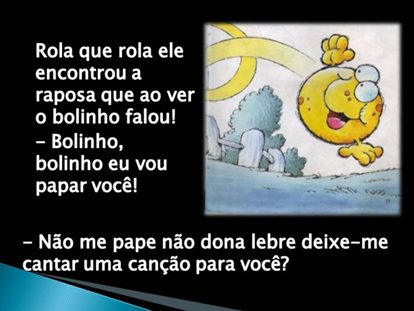 Rola que rola ele
encontrou a
raposa que ao ver
o bolinho falou!
- Bolinho,
bolinho eu vou
papar você!
- Não me pape não dona lebre deixe-me
cantar uma canção para você?